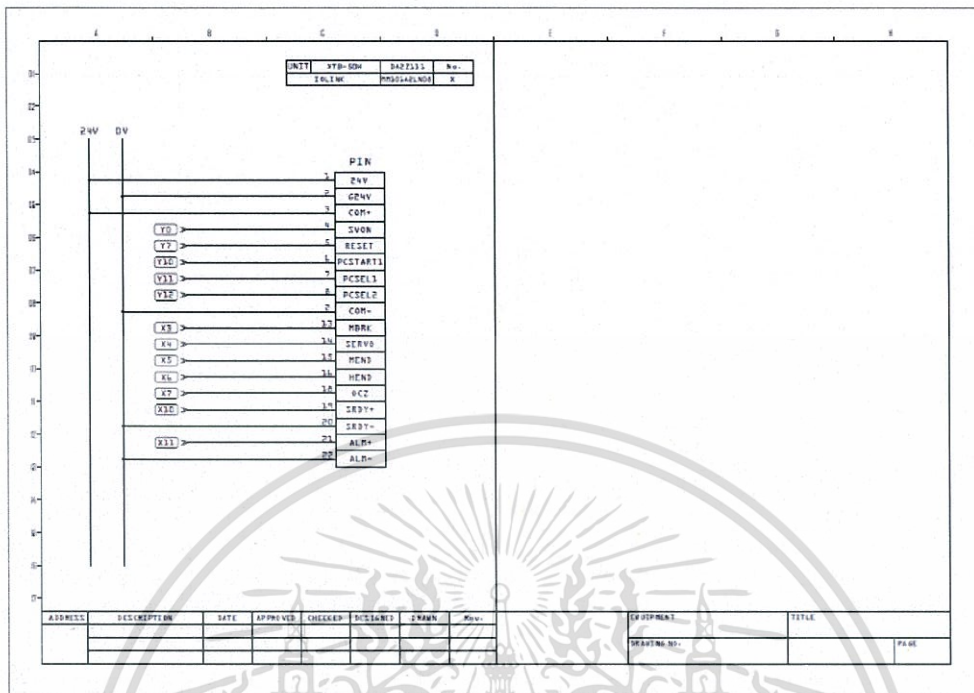 A B C D E F G H
UNIT XTB-SDW DA22111 No.
IOLINK X
24V 0V
PIN
1 24V
2 G24V
3 COM+
Y0 4 SVON
Y7 5 RESET
Y10 6 PCSTART1
Y11 7 PCSEL1
Y12 8 PCSEL2
2 COM-
X3 13 MBRK
X4 14 SERVO
X5 15 MEND
X6 16 HEND
X7 18 OCZ
X10 19 SRDY+
20 SRDY-
X11 21 ALM+
22 ALM-
ADDRESS DESCRIPTION DATE APPROVED CHECKED DESIGNED DRAWN Rev. EQUIPMENT TITLE
DRAWING NO. PAGE